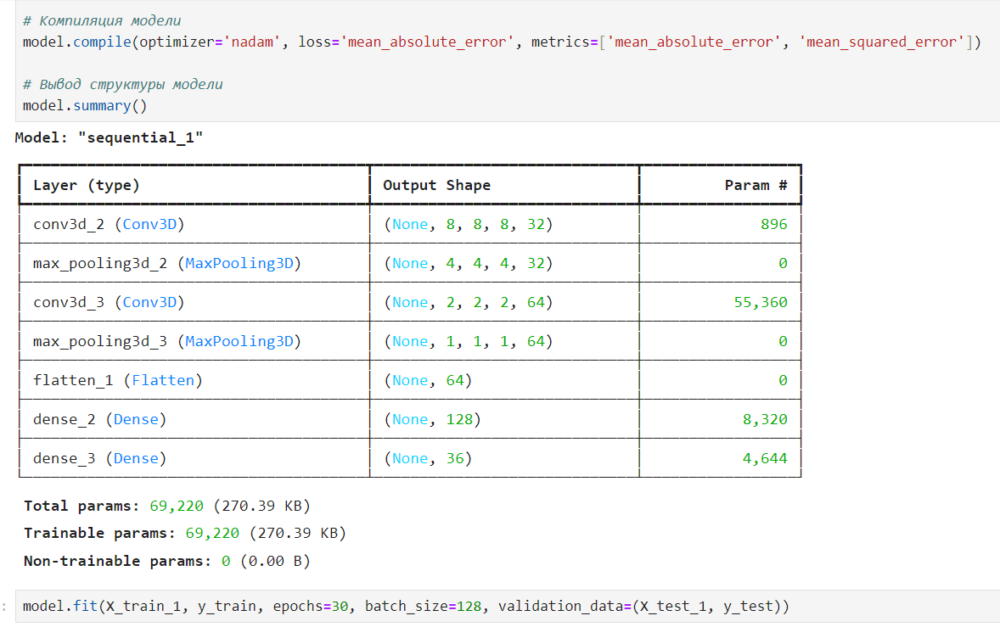 # Компиляция модели
model.compile(optimizer='nadam', loss='mean_absolute_error', metrics=['mean_absolute_error', 'mean_squared_error'])
# Вывод структуры модели
model.summary()
Model: "sequential_1"
Layer (type) Output Shape Param #
conv3d_2 (Conv3D) (None, 8, 8, 8, 32) 896
max_pooling3d_2 (MaxPooling3D) (None, 4, 4, 4, 32) 0
conv3d_3 (Conv3D) (None, 2, 2, 2, 64) 55,360
max_pooling3d_3 (MaxPooling3D) (None, 1, 1, 1, 64) 0
flatten_1 (Flatten) (None, 64) 0
dense_2 (Dense) (None, 128) 8,320
dense_3 (Dense) (None, 36) 4,644
Total params: 69,220 (270.39 KB)
Trainable params: 69,220 (270.39 KB)
Non-trainable params: 0 (0.00 B)
: model.fit(X_train_1, y_train, epochs=30, batch_size=128, validation_data=(X_test_1, y_test))